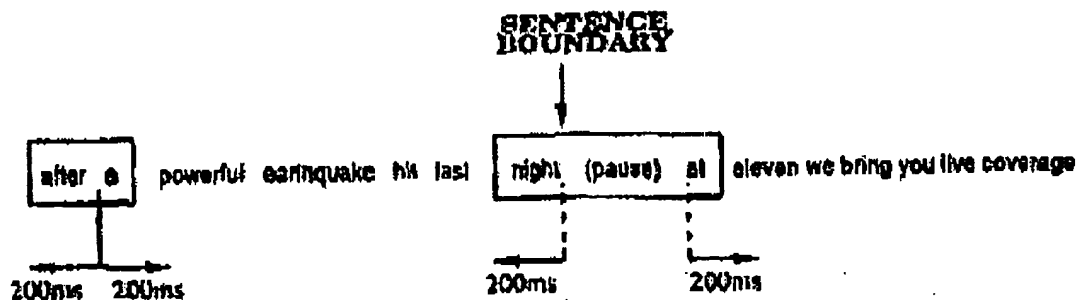 SENTENCE
BOUNDARY
after a powerful earthquake hit last night (pause) at eleven we bring you live coverage
200ms 200ms 200ms 200ms